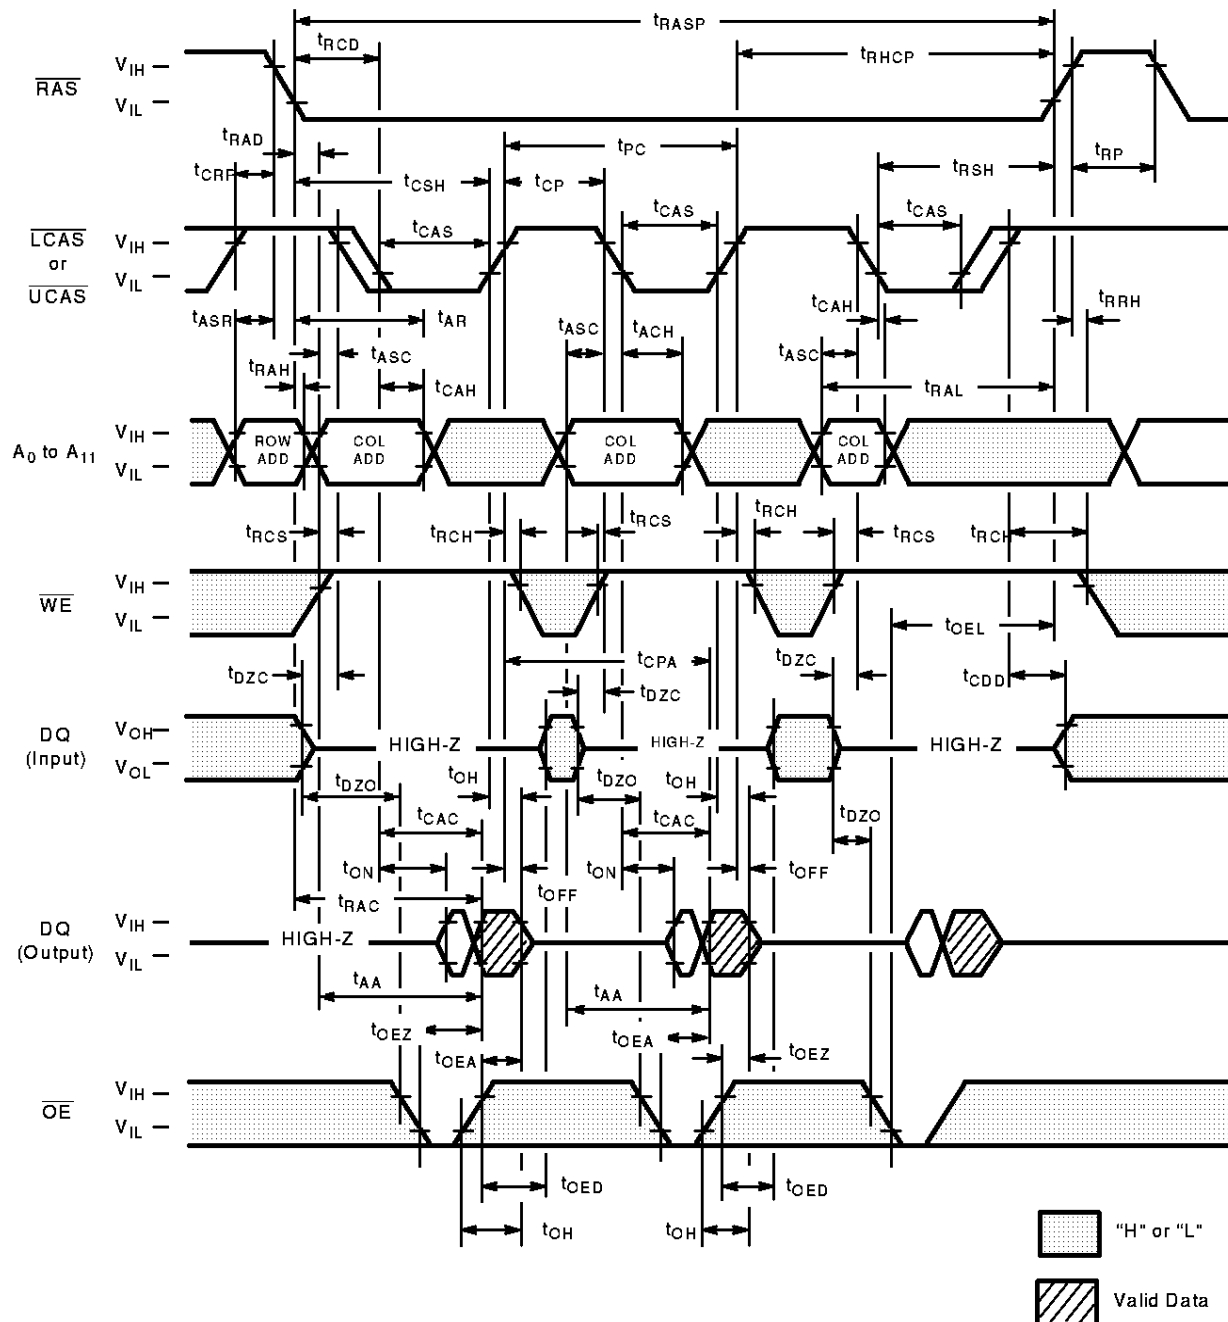 tRASP
tRCD
tRHCP
RAS
VIH
VIL
tRAD
tPC
tCRP
tCSH
tCP
tRSH
tRP
LCAS
or
UCAS
VIH
VIL
tCAS
tCAS
tCAS
tASR
tAR
tASC
tACH
tCAH
tRRH
tRAH
tASC
tCAH
tASC
tRAL
A0 to A11
VIH
VIL
ROW ADD
COL ADD
COL ADD
COL ADD
tRCS
tRCH
tRCS
tRCH
tRCS
tRCH
WE
VIH
VIL
tOEL
tDZC
tCPA
tDZC
tDZC
tCDD
DQ
(Input)
VOH
VOL
HIGH-Z
HIGH-Z
HIGH-Z
tDZO
tOH
tDZO
tOH
tDZO
tCAC
tCAC
tON
tOFF
tON
tOFF
tRAC
DQ
(Output)
VIH
VIL
HIGH-Z
tAA
tAA
tOEZ
tOEA
tOEA
tOEZ
OE
VIH
VIL
tOED
tOED
tOH
tOH
"H" or "L"
Valid Data